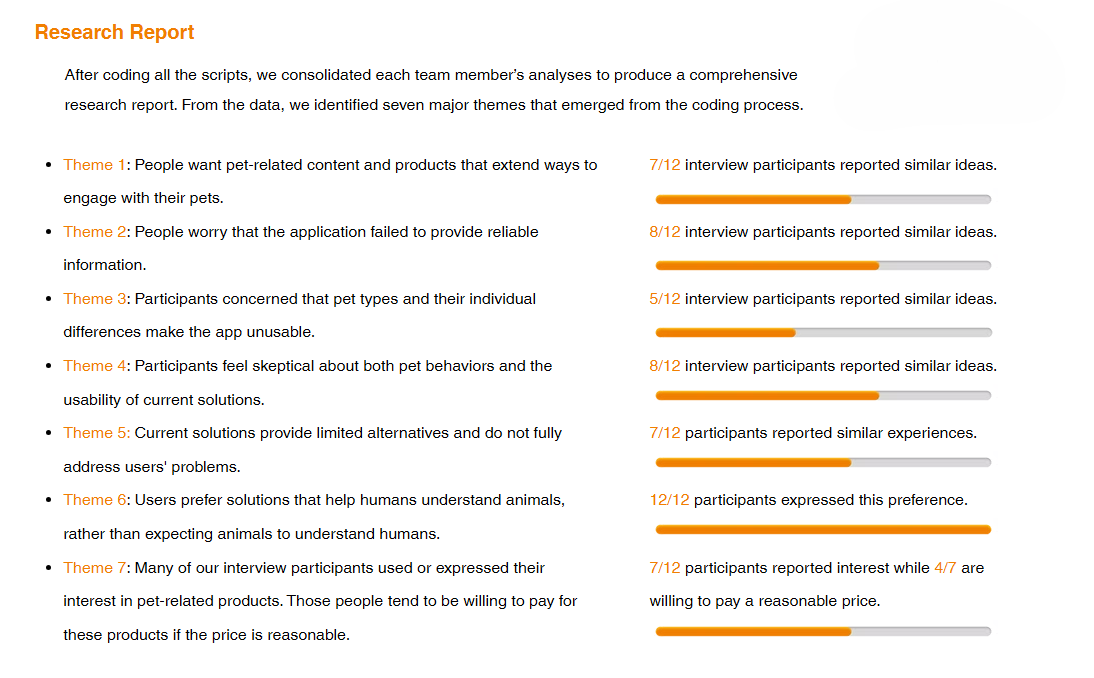 Research Report
After coding all the scripts, we consolidated each team member's analyses to produce a comprehensive
research report. From the data, we identified seven major themes that emerged from the coding process.
• Theme 1: People want pet-related content and products that extend ways to
engage with their pets.
7/12 interview participants reported similar ideas.
• Theme 2: People worry that the application failed to provide reliable
information.
8/12 interview participants reported similar ideas.
• Theme 3: Participants concerned that pet types and their individual
differences make the app unusable.
5/12 interview participants reported similar ideas.
• Theme 4: Participants feel skeptical about both pet behaviors and the
usability of current solutions.
8/12 interview participants reported similar ideas.
• Theme 5: Current solutions provide limited alternatives and do not fully
address users' problems.
7/12 participants reported similar experiences.
• Theme 6: Users prefer solutions that help humans understand animals,
rather than expecting animals to understand humans.
12/12 participants expressed this preference.
• Theme 7: Many of our interview participants used or expressed their
interest in pet-related products. Those people tend to be willing to pay for
these products if the price is reasonable.
7/12 participants reported interest while 4/7 are
willing to pay a reasonable price.